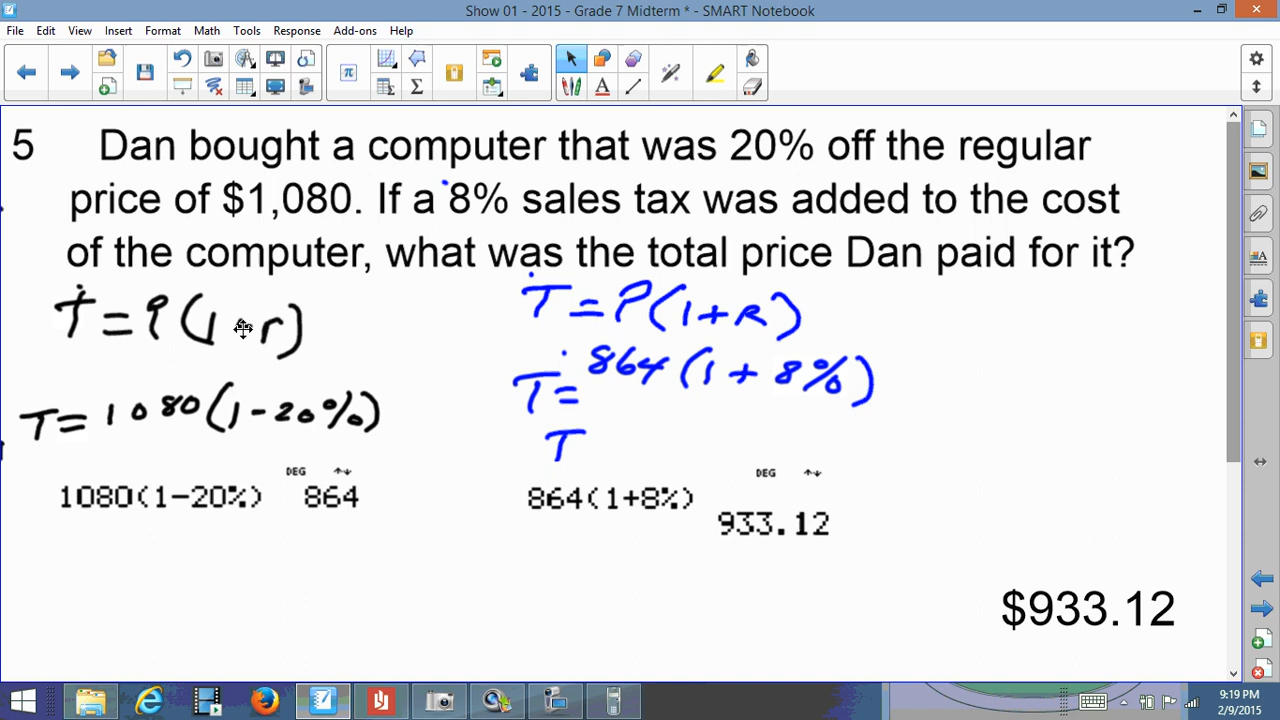 Show 01 - 2015 - Grade 7 Midterm * - SMART Notebook
File Edit View Insert Format Math Tools Response Add-ons Help
5 Dan bought a computer that was 20% off the regular
price of $1,080. If a 8% sales tax was added to the cost
of the computer, what was the total price Dan paid for it?
T = P(1 - r)
T = 1080(1-20%)
DEG
1080(1-20%) 864
T = P(1+R)
T = 864(1 + 8%)
T
DEG
864(1+8%)
933.12
$933.12
9:19 PM
2/9/2015